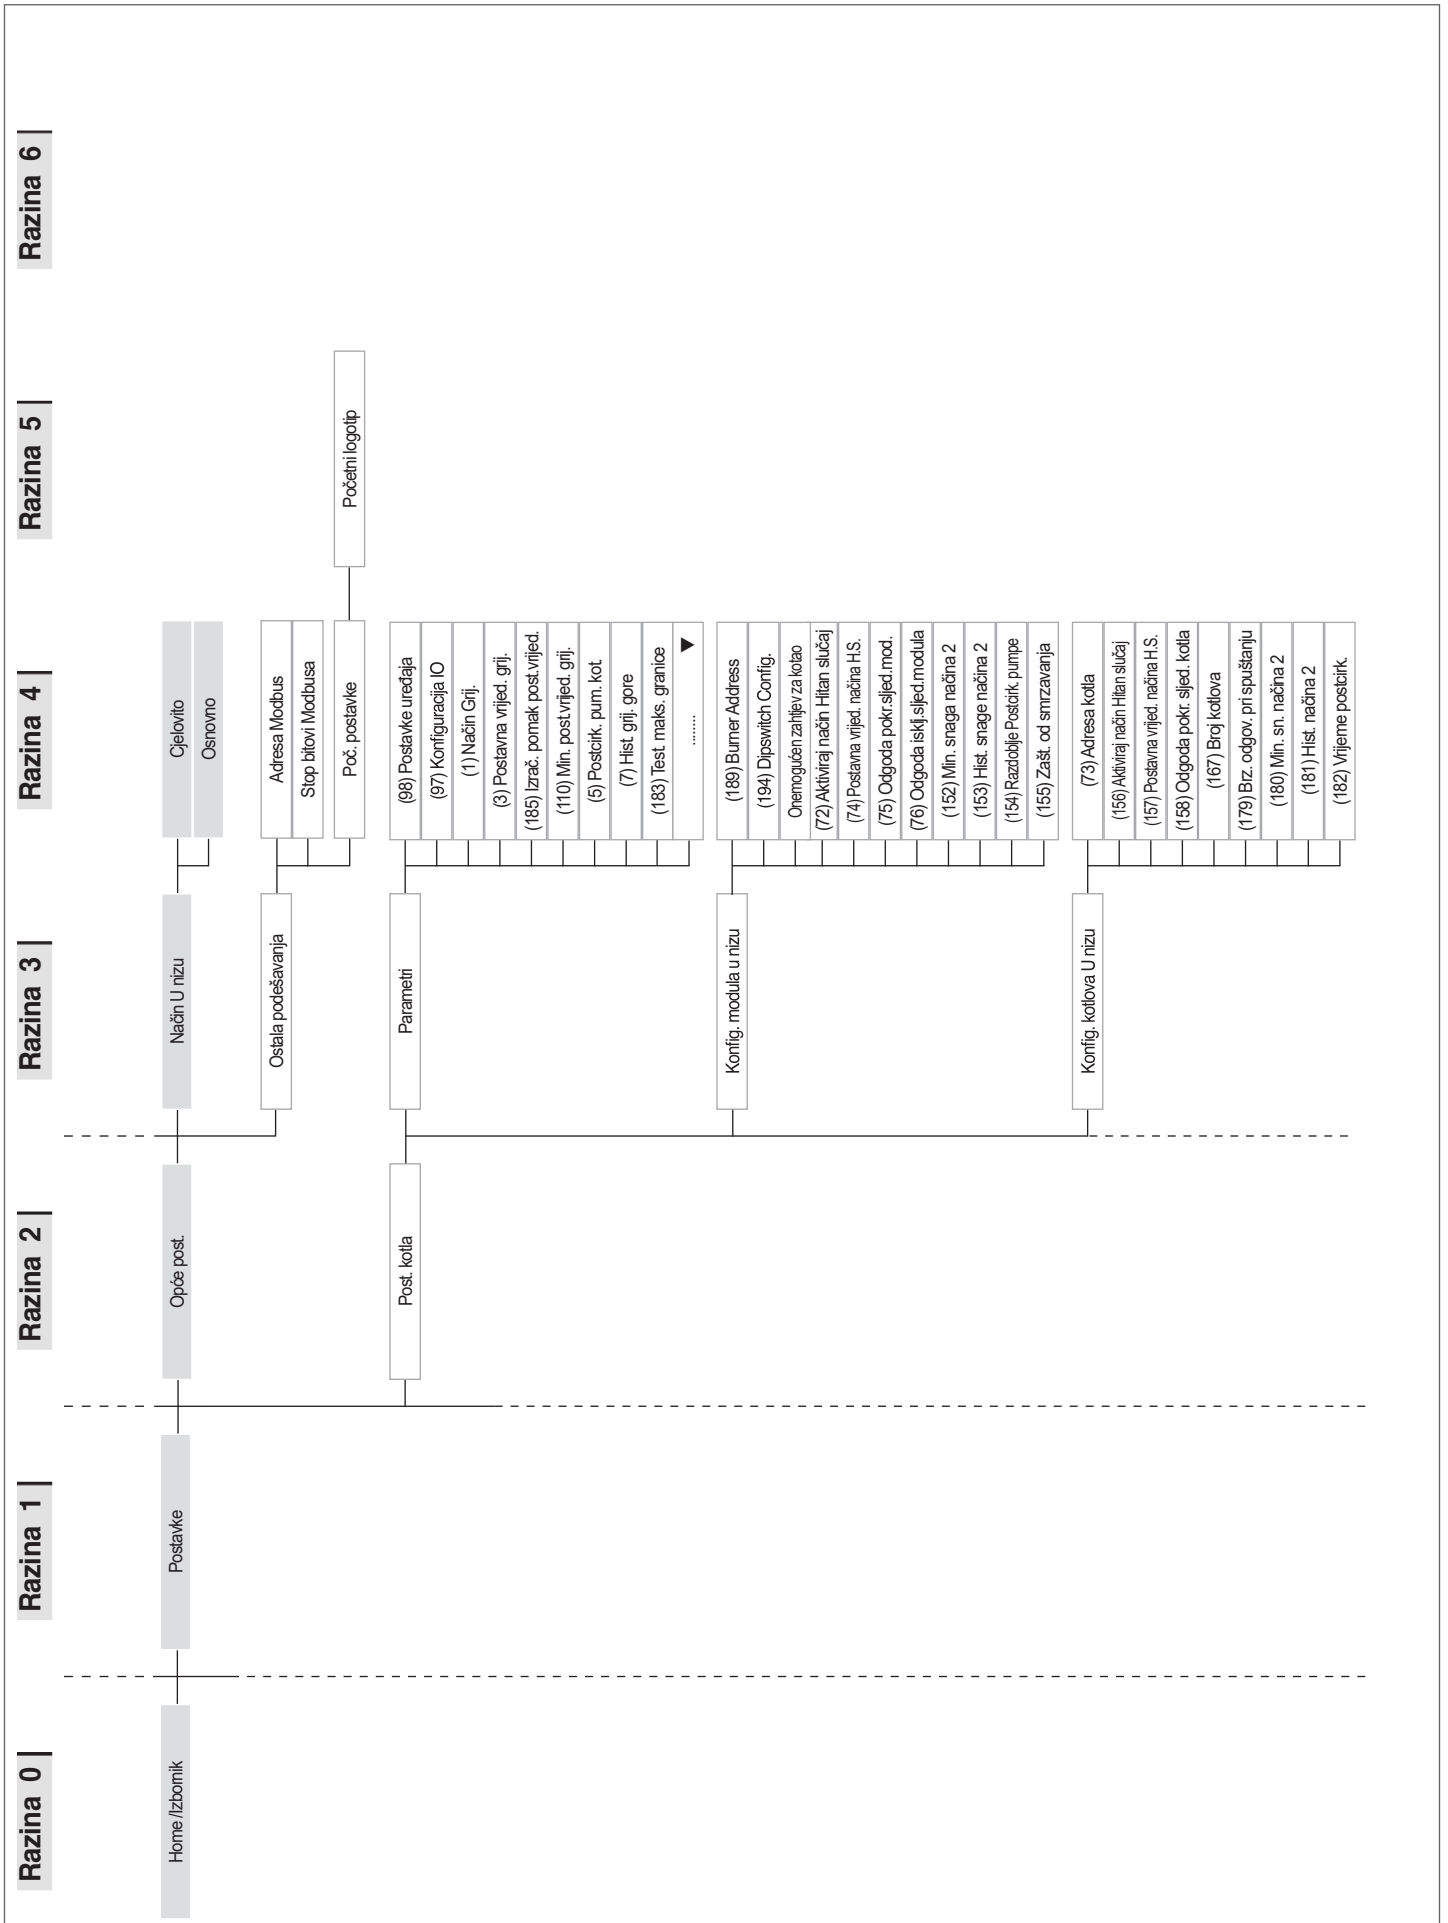 Razina 0
Razina 1
Razina 2
Razina 3
Razina 4
Razina 5
Razina 6
Home /Izbornik
Postavke
Opće post.
Način U nizu
Cjelovito
Osnovno
Ostala podešavanja
Adresa Modbus
Stop bitovi Modbusa
Poč. postavke
Početni logotip
Post. kotla
Parametri
(98) Postavke uređaja
(97) Konfiguracija IO
(1) Način Grij.
(3) Postavna vrijed. grij.
(185) Izrač. pomak post.vrijed.
(110) Min. post.vrijed. grij.
(5) Postcirk. pum. kot.
(7) Hist. grij. gore
(183) Test. maks. granice
........
▼
Konfig. modula u nizu
(189) Burner Address
(194) Dipswitch Config.
Onemogućen zahtjev za kotao
(72) Aktiviraj način Hitan slučaj
(74) Postavna vrijed. načina H.S.
(75) Odgoda pokr.sljed.mod.
(76) Odgoda isklj.sljed.modula
(152) Min. snaga načina 2
(153) Hist. snage načina 2
(154) Razdoblje Postcirk. pumpe
(155) Zašt. od smrzavanja
Konfig. kotlova U nizu
(73) Adresa kotla
(156) Aktiviraj način Hitan slučaj
(157) Postavna vrijed. načina H.S.
(158) Odgoda pokr. sljed. kotla
(167) Broj kotlova
(179) Brz. odgov. pri spuštanju
(180) Min. sn. načina 2
(181) Hist. načina 2
(182) Vrijeme postcirk.